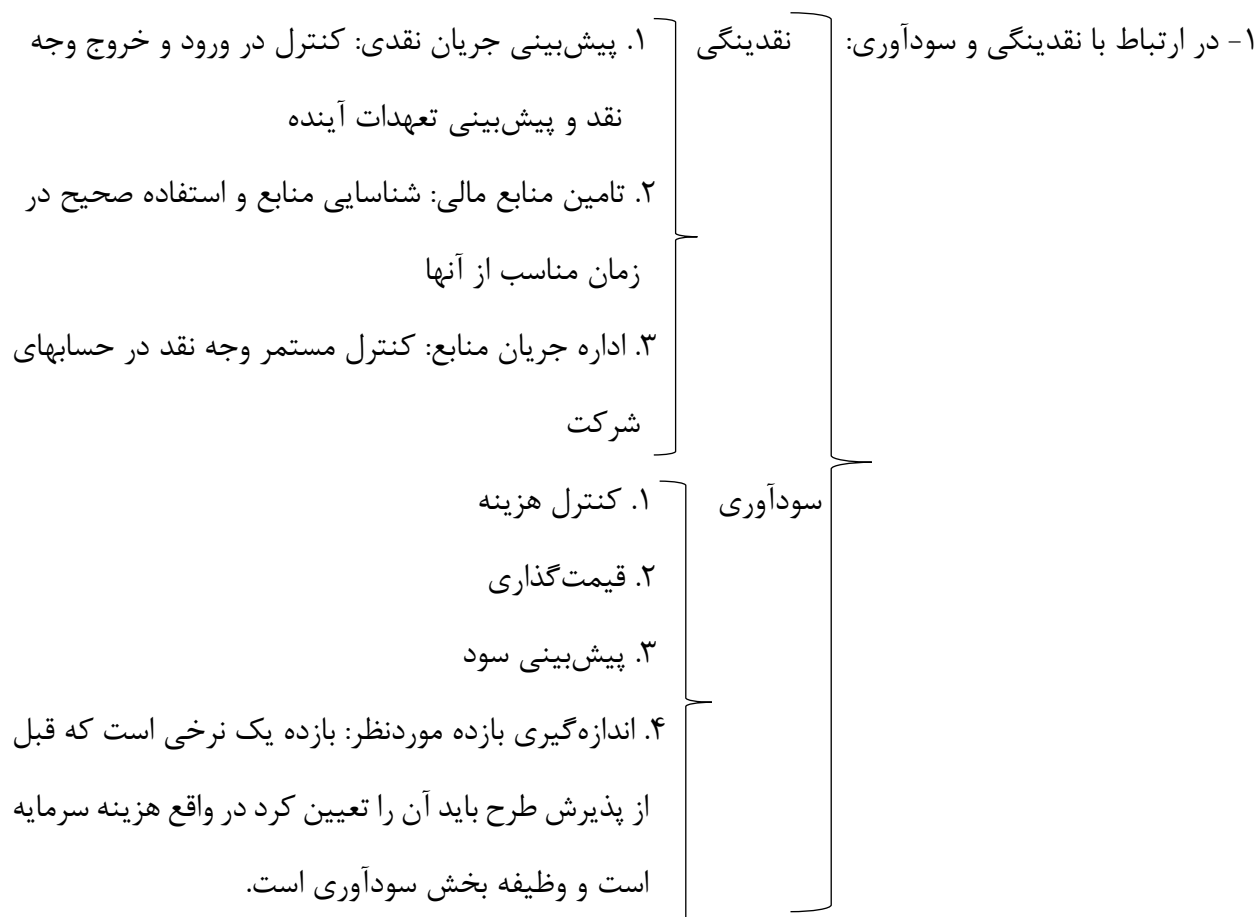 ۱- در ارتباط با نقدینگی و سودآوری: نقدینگی ۱. پیش‌بینی جریان نقدی: کنترل در ورود و خروج وجه
نقد و پیش‌بینی تعهدات آینده
۲. تامین منابع مالی: شناسایی منابع و استفاده صحیح در
زمان مناسب از آنها
۳. اداره جریان منابع: کنترل مستمر وجه نقد در حسابهای
شرکت
سودآوری ۱. کنترل هزینه
۲. قیمت‌گذاری
۳. پیش‌بینی سود
۴. اندازه‌گیری بازده موردنظر: بازده یک نرخی است که قبل
از پذیرش طرح باید آن را تعیین کرد در واقع هزینه سرمایه
است و وظیفه بخش سودآوری است.